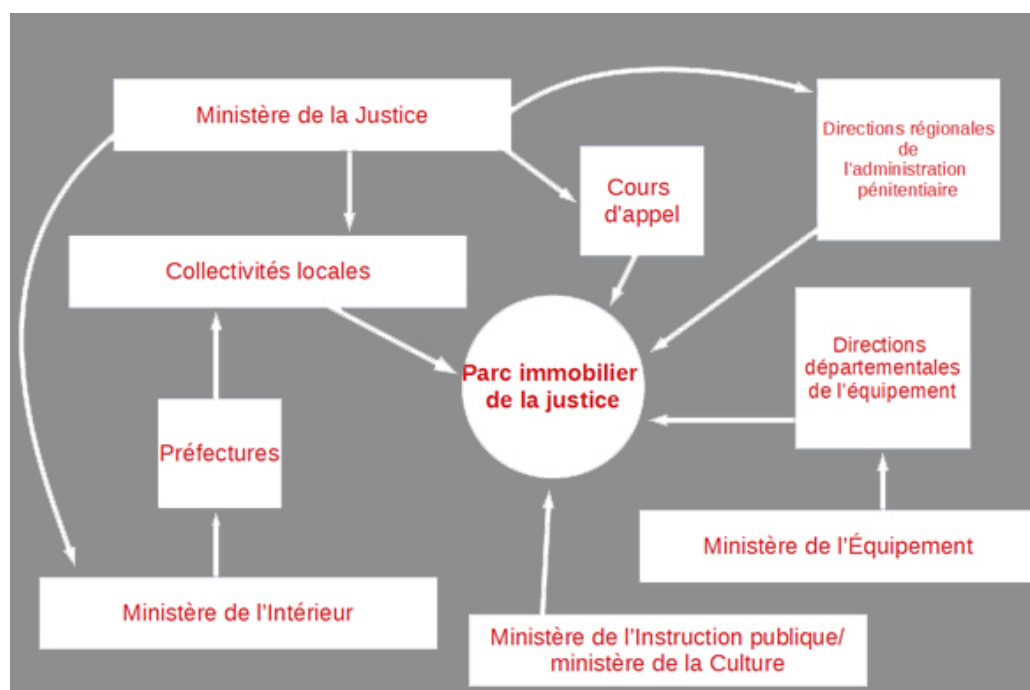 Ministère de la Justice
Directions régionales
de
l'administration
pénitentiaire
Cours
d'appel
Collectivités locales
Directions
départementales
de l'équipement
Parc immobilier
de la justice
Préfectures
Ministère de l'Équipement
Ministère de l'Intérieur
Ministère de l'Instruction publique/
ministère de la Culture